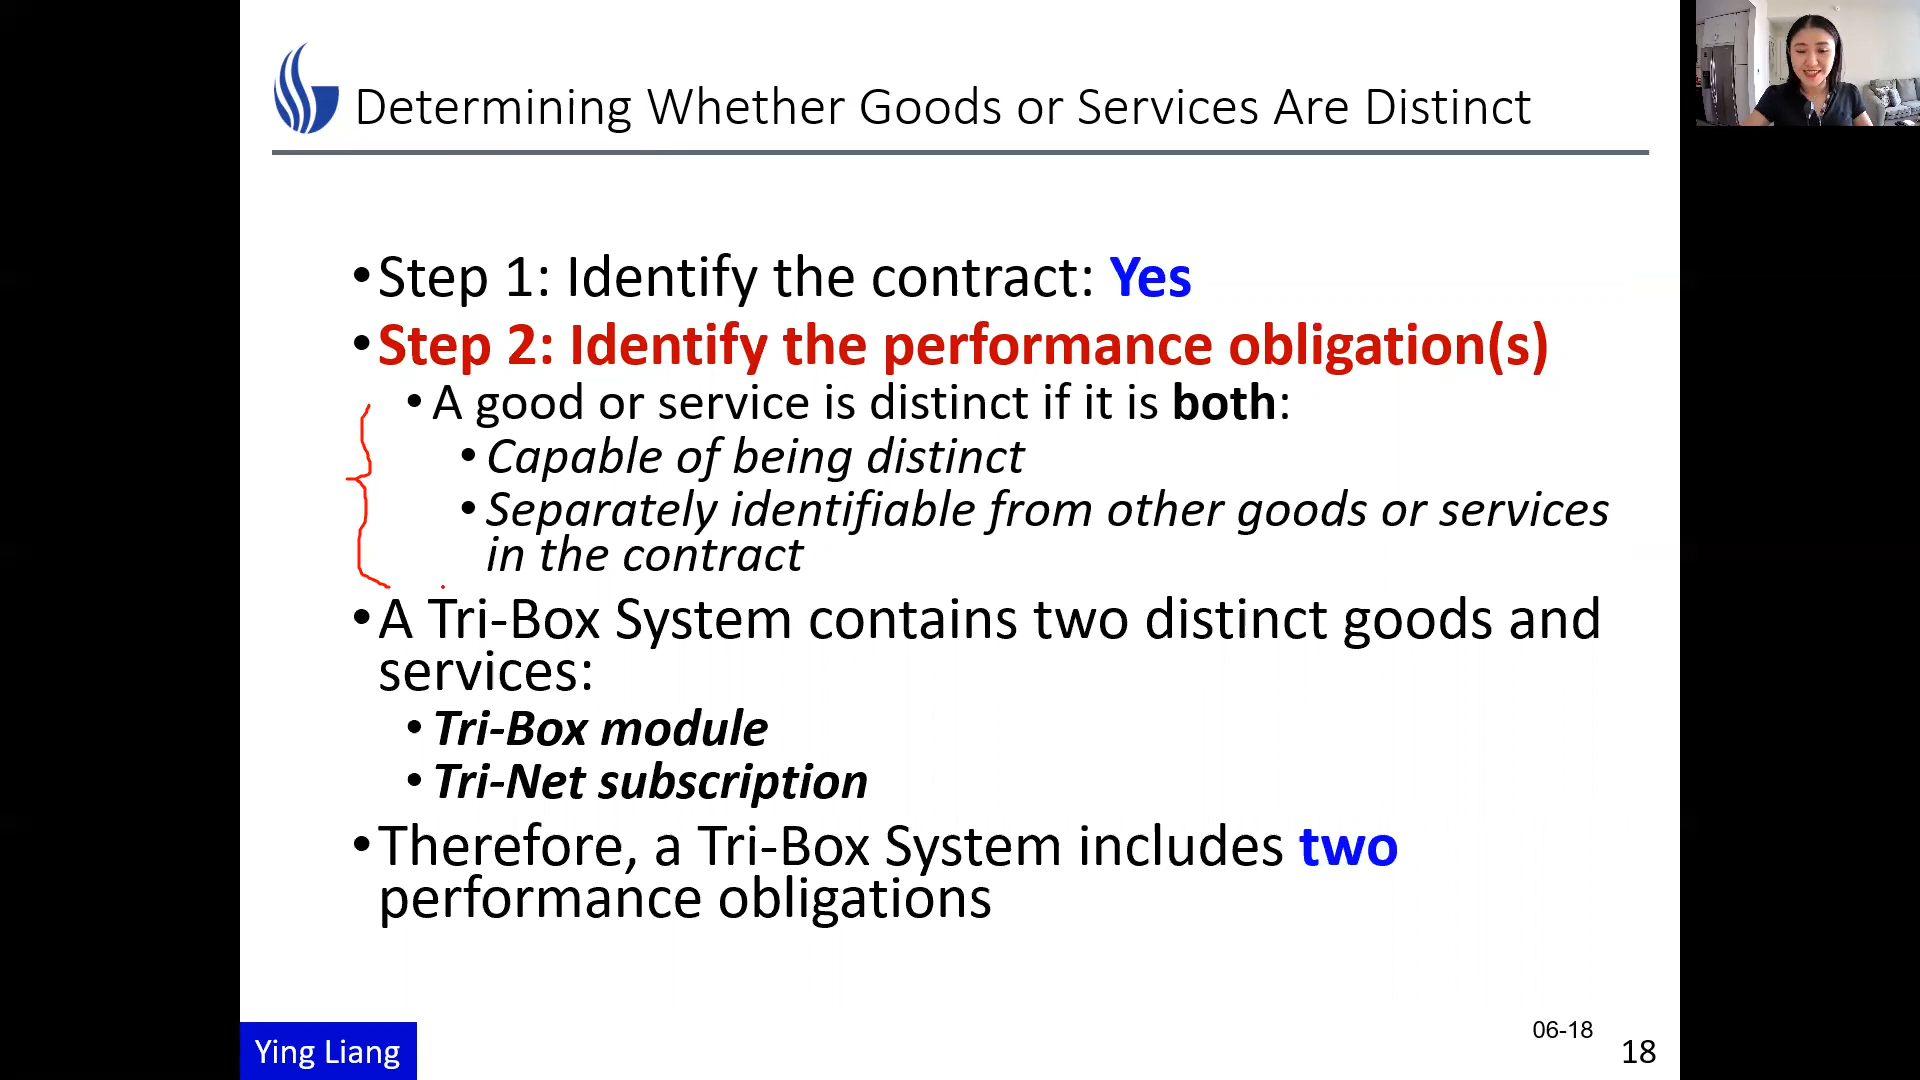 Determining Whether Goods or Services Are Distinct
•Step 1: Identify the contract: Yes
•Step 2: Identify the performance obligation(s)
•A good or service is distinct if it is both:
•Capable of being distinct
•Separately identifiable from other goods or services
in the contract
•A Tri-Box System contains two distinct goods and
services:
•Tri-Box module
•Tri-Net subscription
•Therefore, a Tri-Box System includes two
performance obligations
Ying Liang
06-18
18